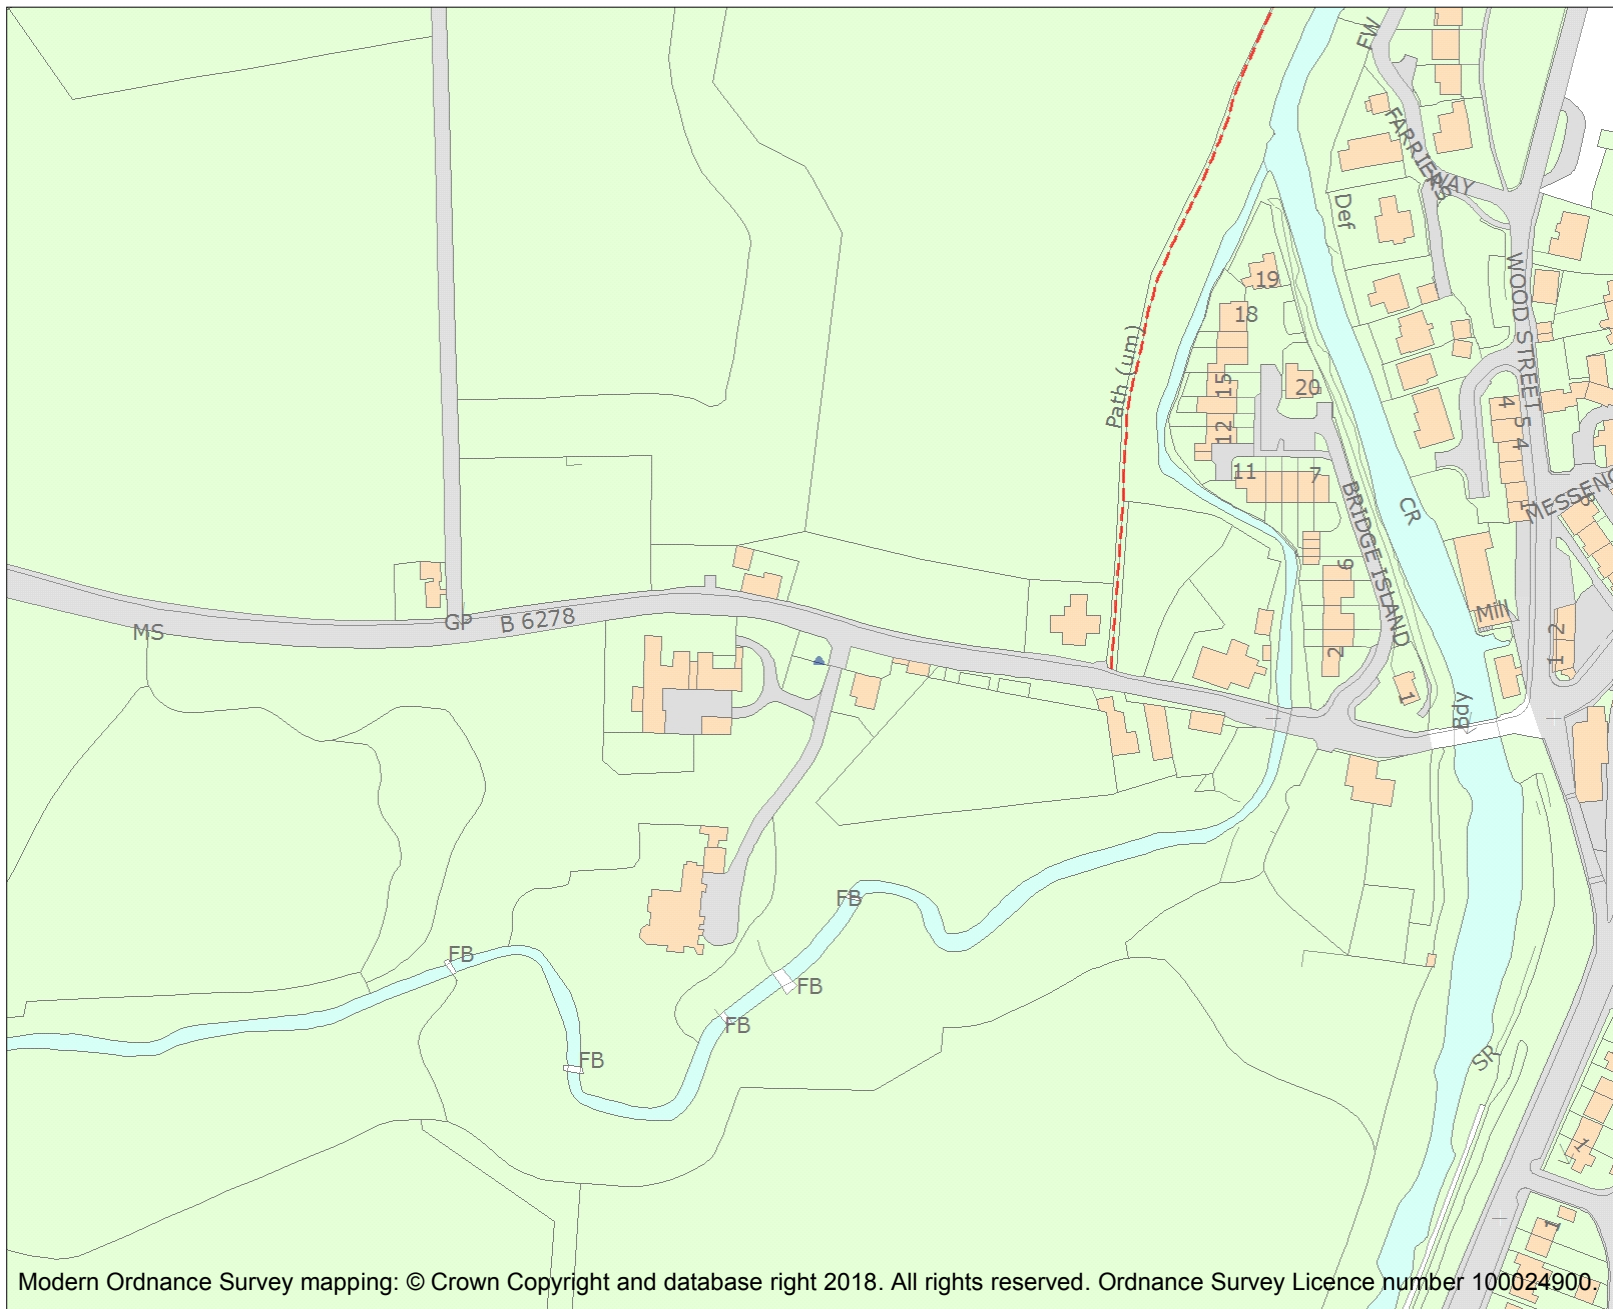 FW
FARRIERS
WAY
Def
WOOD STREET
19
18
Path (um)
15
20
4
5 4
12
11
7
MESSENG
8
BRIDGE ISLAND
CR
1
6
MS
GP
B 6278
Mill
2
1 2
1
Bdy
FB
FB
FB
FB
FB
SR
1
1
Modern Ordnance Survey mapping: © Crown Copyright and database right 2018. All rights reserved. Ordnance Survey Licence number 100024900.